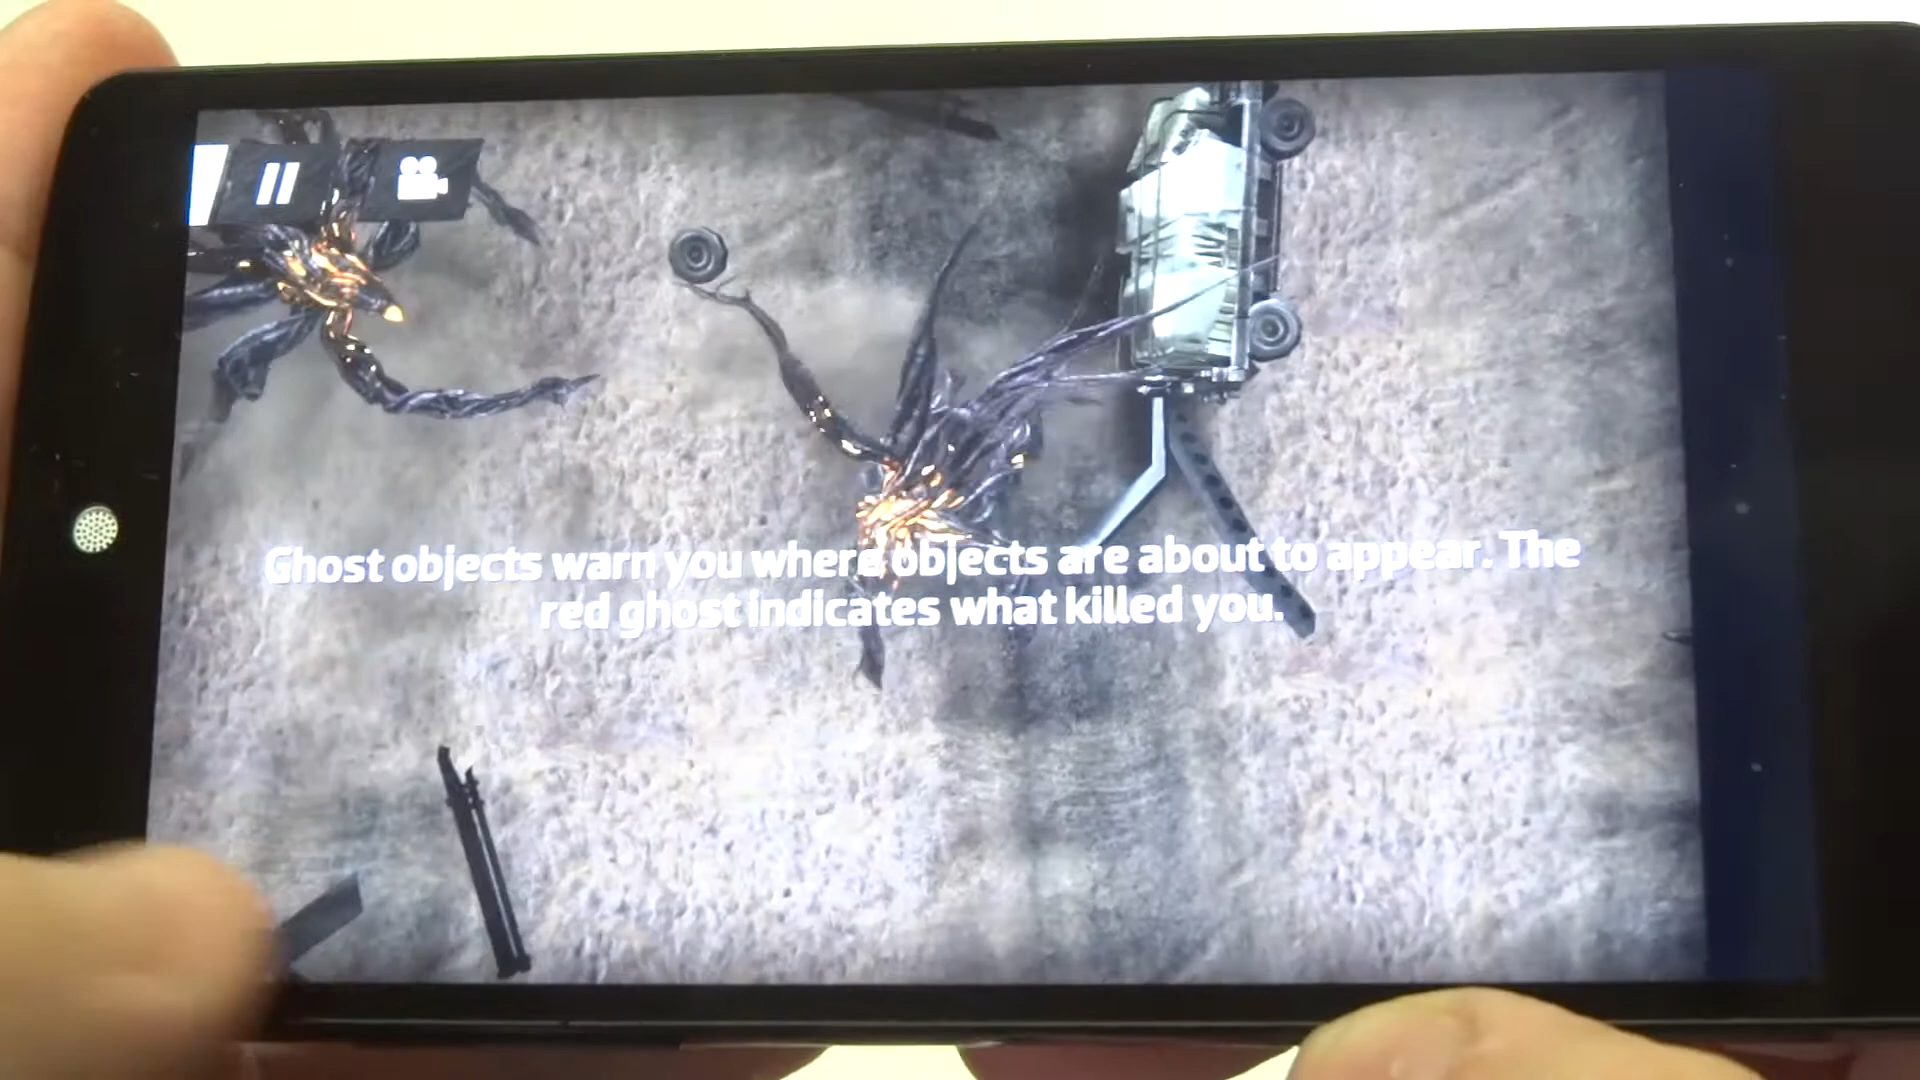 Ghost objects warn you where objects are about to appear. The
red ghost indicates what killed you.